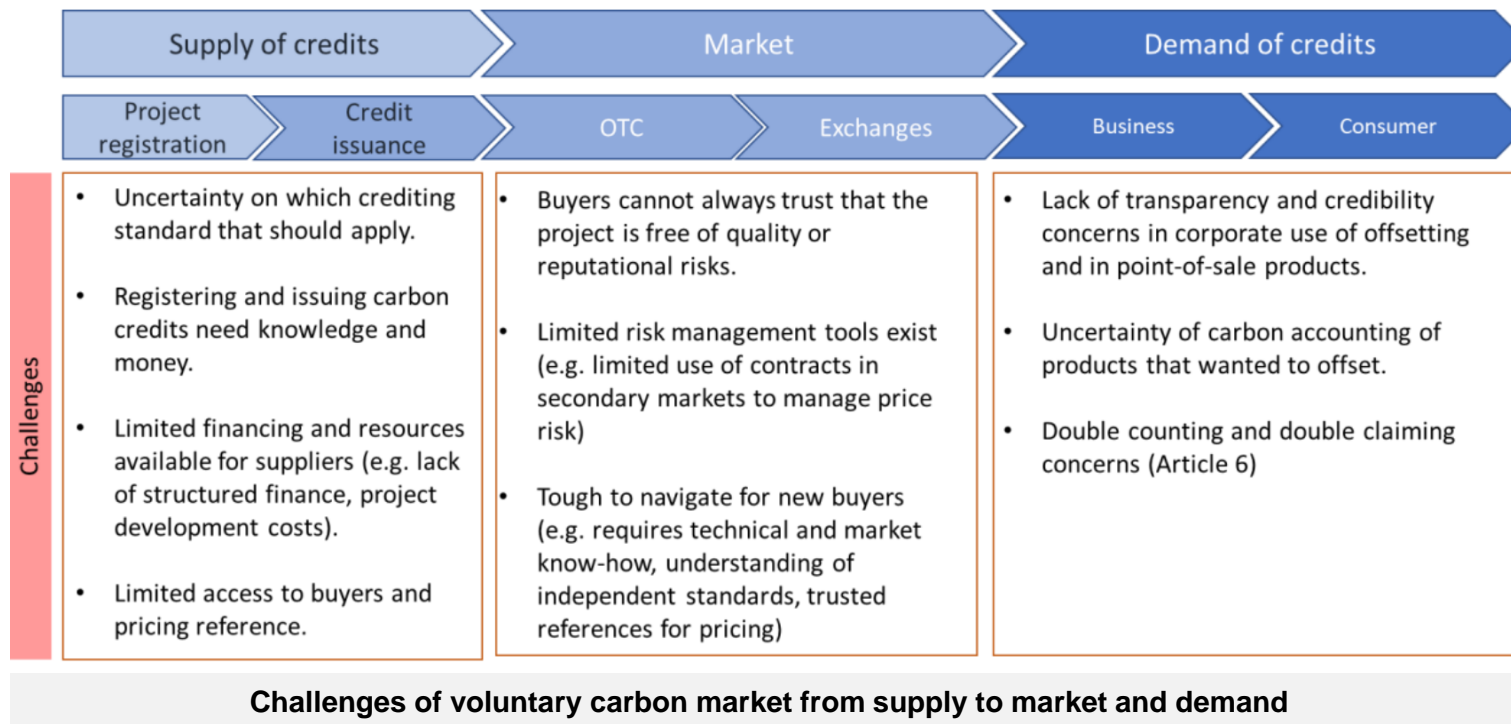 Supply of credits
Market
Demand of credits
Project
registration
Credit
issuance
OTC
Exchanges
Business
Consumer
Challenges
• Uncertainty on which crediting
standard that should apply.
• Registering and issuing carbon
credits need knowledge and
money.
• Limited financing and resources
available for suppliers (e.g. lack
of structured finance, project
development costs).
• Limited access to buyers and
pricing reference.
• Buyers cannot always trust that the
project is free of quality or
reputational risks.
• Limited risk management tools exist
(e.g. limited use of contracts in
secondary markets to manage price
risk)
• Tough to navigate for new buyers
(e.g. requires technical and market
know-how, understanding of
independent standards, trusted
references for pricing)
• Lack of transparency and credibility
concerns in corporate use of offsetting
and in point-of-sale products.
• Uncertainty of carbon accounting of
products that wanted to offset.
• Double counting and double claiming
concerns (Article 6)
Challenges of voluntary carbon market from supply to market and demand